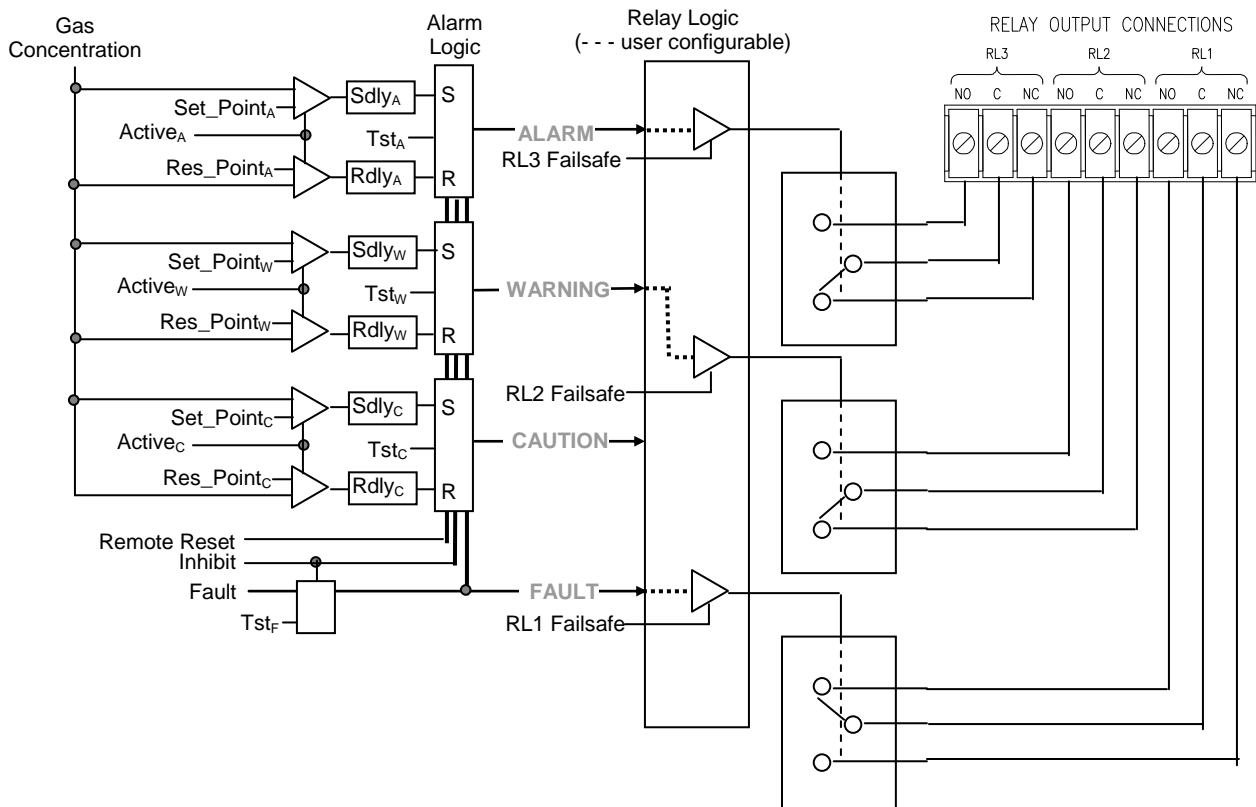 Gas
Concentration
Alarm
Logic
Relay Logic
(- - - user configurable)
RELAY OUTPUT CONNECTIONS
RL3 RL2 RL1
NO C NC NO C NC NO C NC
Set_PointA
SdlyA
S
ActiveA
TstA
ALARM
RL3 Failsafe
Res_PointA
RdlyA
R
Set_PointW
SdlyW
S
ActiveW
TstW
WARNING
Res_PointW
RdlyW
R
RL2 Failsafe
Set_PointC
SdlyC
S
ActiveC
TstC
CAUTION
Res_PointC
RdlyC
R
Remote Reset
Inhibit
Fault
FAULT
TstF
RL1 Failsafe